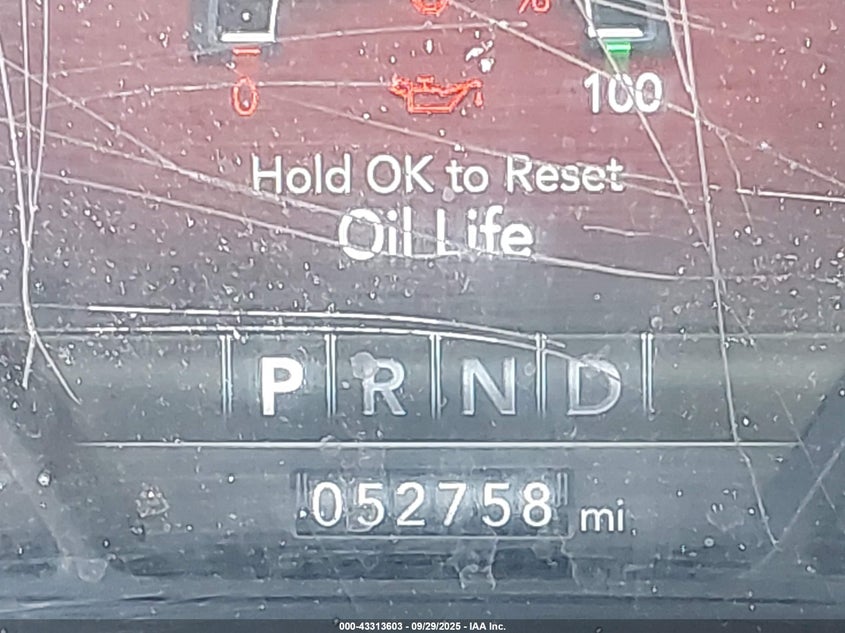 %
0
100
Hold OK to Reset
Oil Life
P R N D
052758 mi
000-43313603 - 09/29/2025 - IAA Inc.